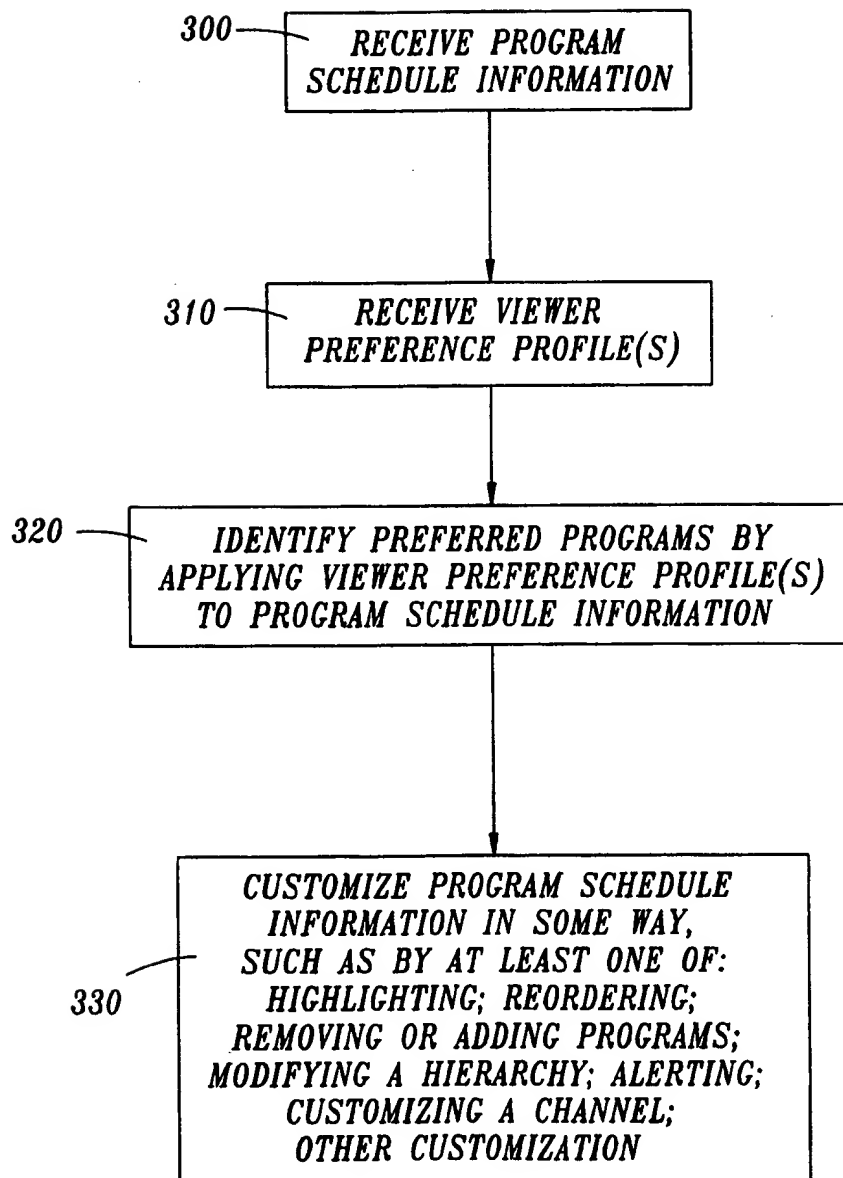 300
RECEIVE PROGRAM
SCHEDULE INFORMATION
310
RECEIVE VIEWER
PREFERENCE PROFILE(S)
320
IDENTIFY PREFERRED PROGRAMS BY
APPLYING VIEWER PREFERENCE PROFILE(S)
TO PROGRAM SCHEDULE INFORMATION
330
CUSTOMIZE PROGRAM SCHEDULE
INFORMATION IN SOME WAY,
SUCH AS BY AT LEAST ONE OF:
HIGHLIGHTING; REORDERING;
REMOVING OR ADDING PROGRAMS;
MODIFYING A HIERARCHY; ALERTING;
CUSTOMIZING A CHANNEL;
OTHER CUSTOMIZATION